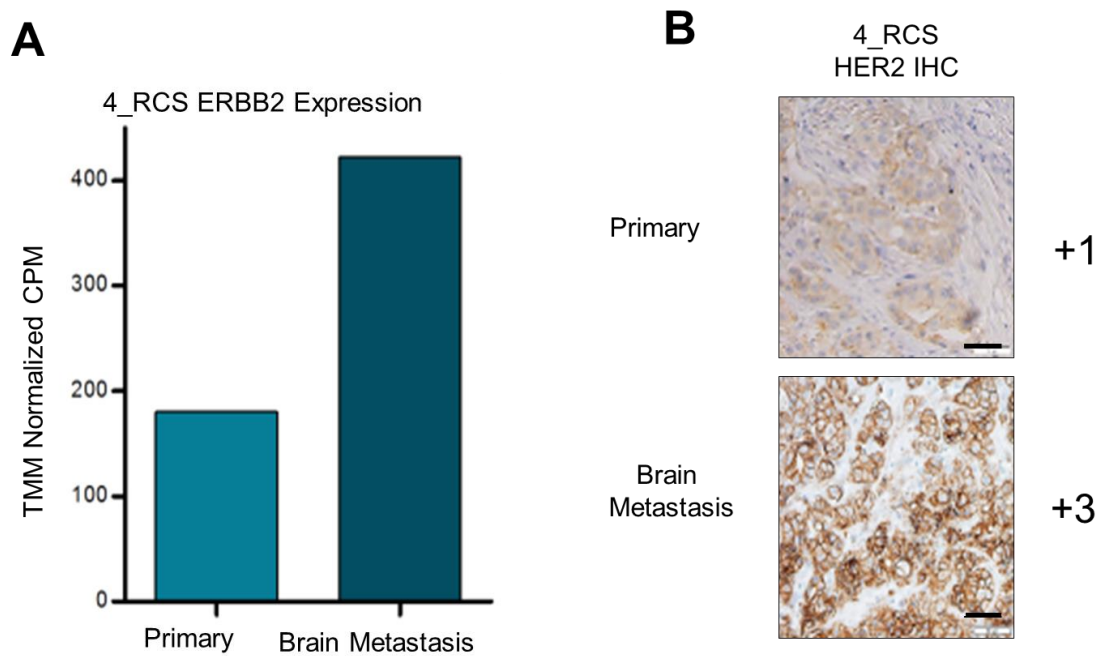 A
4_RCS ERBB2 Expression
TMM Normalized CPM
400
300
200
100
0
Primary
Brain Metastasis
B
4_RCS
HER2 IHC
Primary
+1
Brain
Metastasis
+3